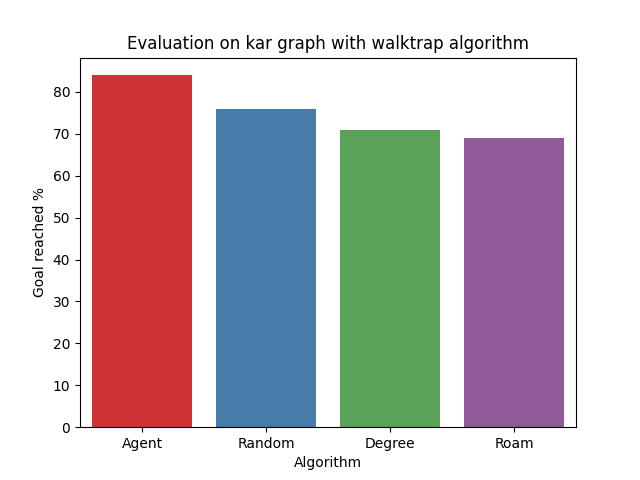 Evaluation on kar graph with walktrap algorithm
Goal reached %
80
70
60
50
40
30
20
10
0
Agent Random Degree Roam
Algorithm